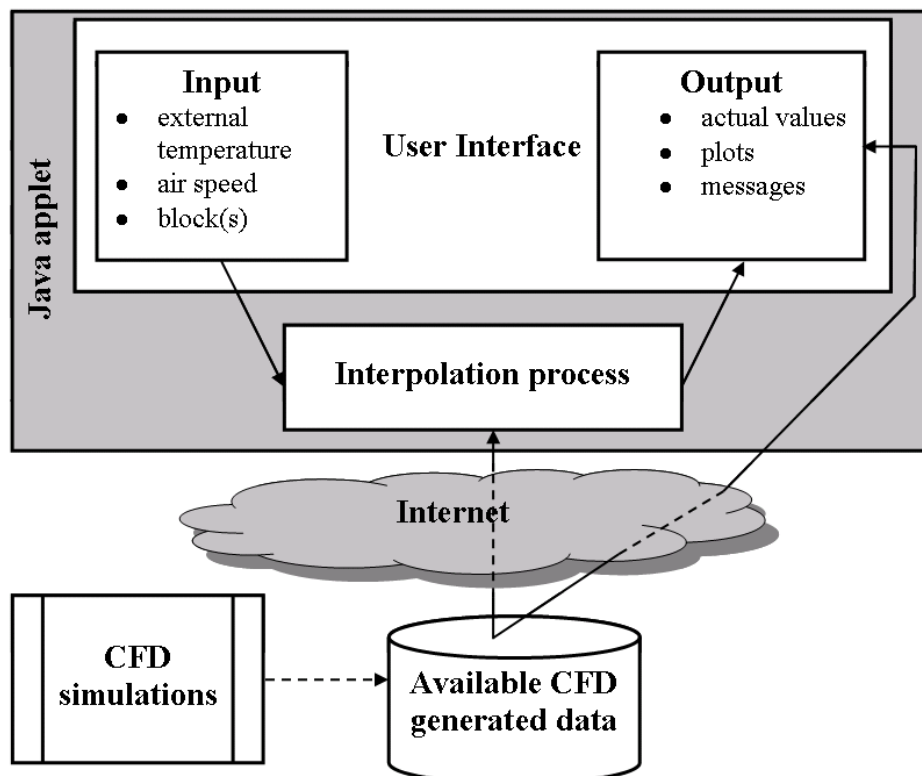 Java applet
Input
• external
temperature
• air speed
• block(s)
User Interface
Output
• actual values
• plots
• messages
Interpolation process
Internet
CFD
simulations
Available CFD
generated data